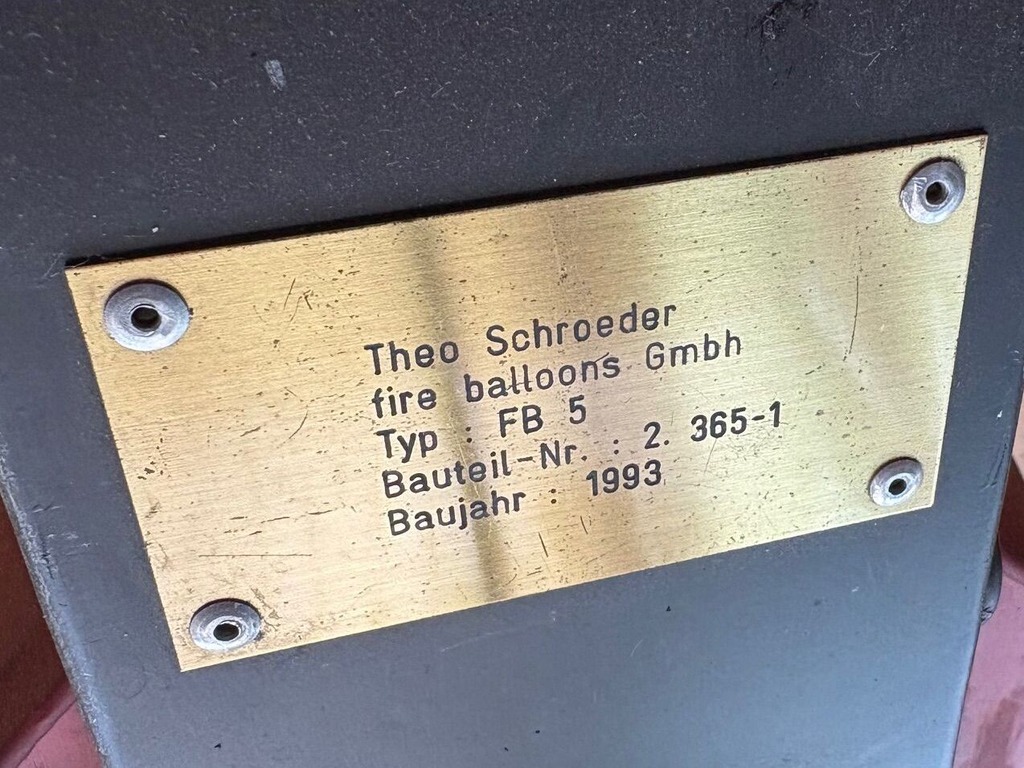 Theo Schroeder
fire balloons Gmbh
Typ : FB 5
Bauteil-Nr. : 2. 365-1
Baujahr : 1993